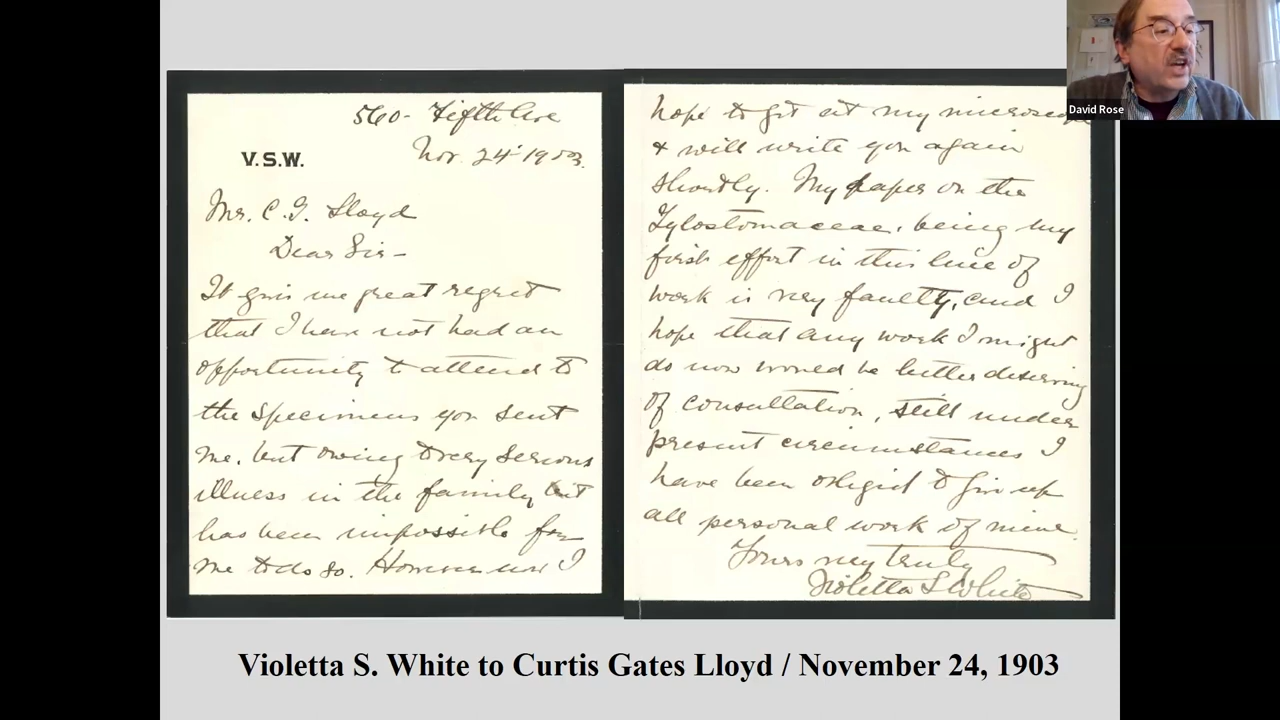 560- Fifth Ave
V.S.W.
Nov. 24- 1903.
Mr. C. G. Lloyd
Dear Sir-
It gives me great regret
that I have not had an
opportunity to attend to
the specimens you sent
me, but owing to very serious
illness in the family it
has been impossible for
me to do so. However now I
hope to get at my microscope
& will write you again
shortly. My paper on the
Tylostomaceae, being my
first effort in this line of
work is very faulty, and I
hope that any work I might
do now would be better deserving
of consultation, still under
present circumstances I
have been obliged to give up
all personal work of mine.
Yours very truly
Violetta S. White
David Rose
Violetta S. White to Curtis Gates Lloyd / November 24, 1903